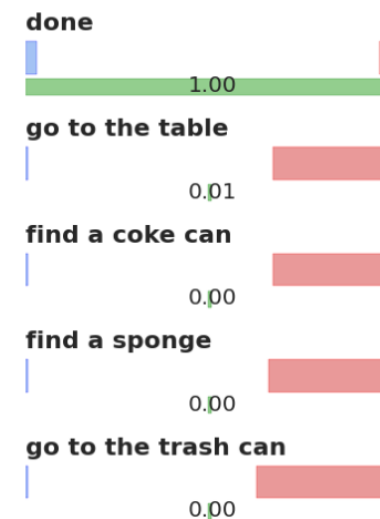 done
1.00
go to the table
0.01
find a coke can
0.00
find a sponge
0.00
go to the trash can
0.00